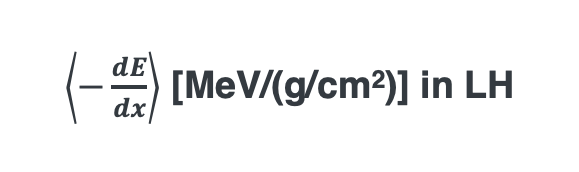 ⟨− dE/dx⟩ [MeV/(g/cm²)] in LH